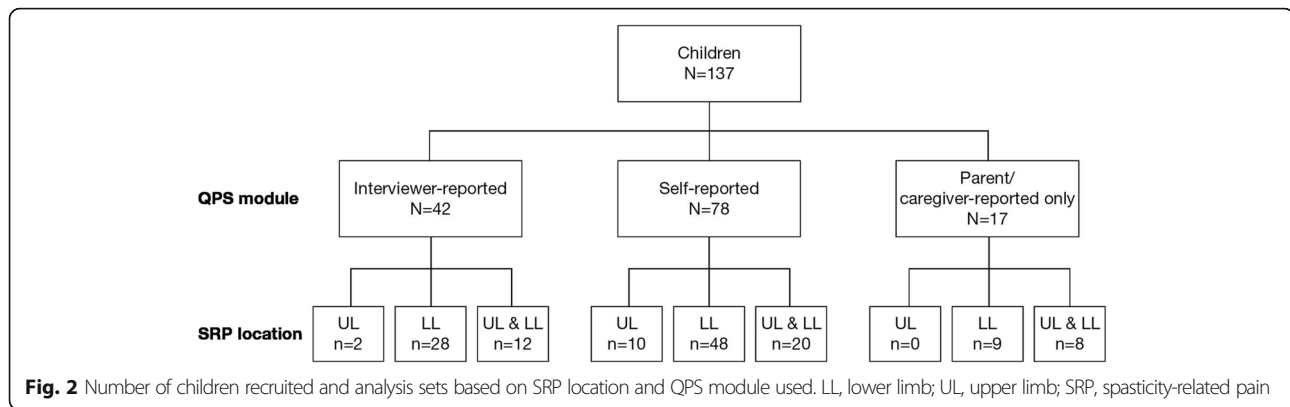 Children
N=137
QPS module
Interviewer-reported
N=42
Self-reported
N=78
Parent/
caregiver-reported only
N=17
SRP location
UL
n=2
LL
n=28
UL & LL
n=12
UL
n=10
LL
n=48
UL & LL
n=20
UL
n=0
LL
n=9
UL & LL
n=8
Fig. 2 Number of children recruited and analysis sets based on SRP location and QPS module used. LL, lower limb; UL, upper limb; SRP, spasticity-related pain